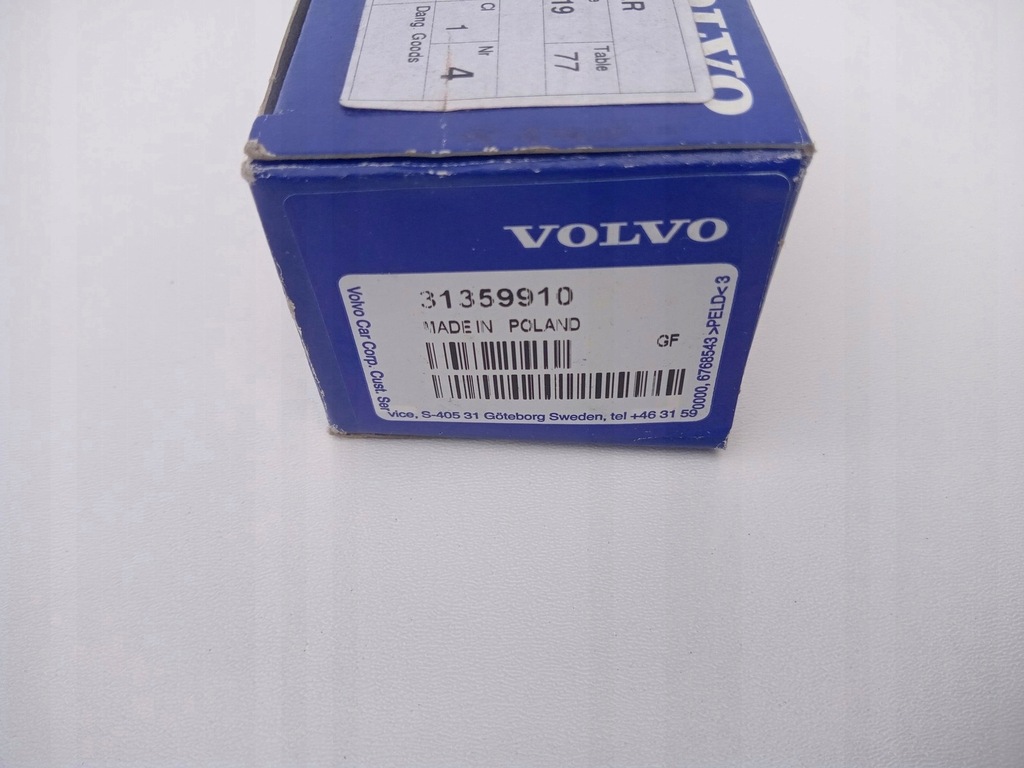 R
19
Table
77
Cl
1
Nr
4
Dang Goods
VOLVO
VOLVO
31359910
MADE IN POLAND
GF
Volvo Car Corp. Cust. Service, S-405 31 Göteborg Sweden, tel +46 31 590000, 6768543 >PELD< 3